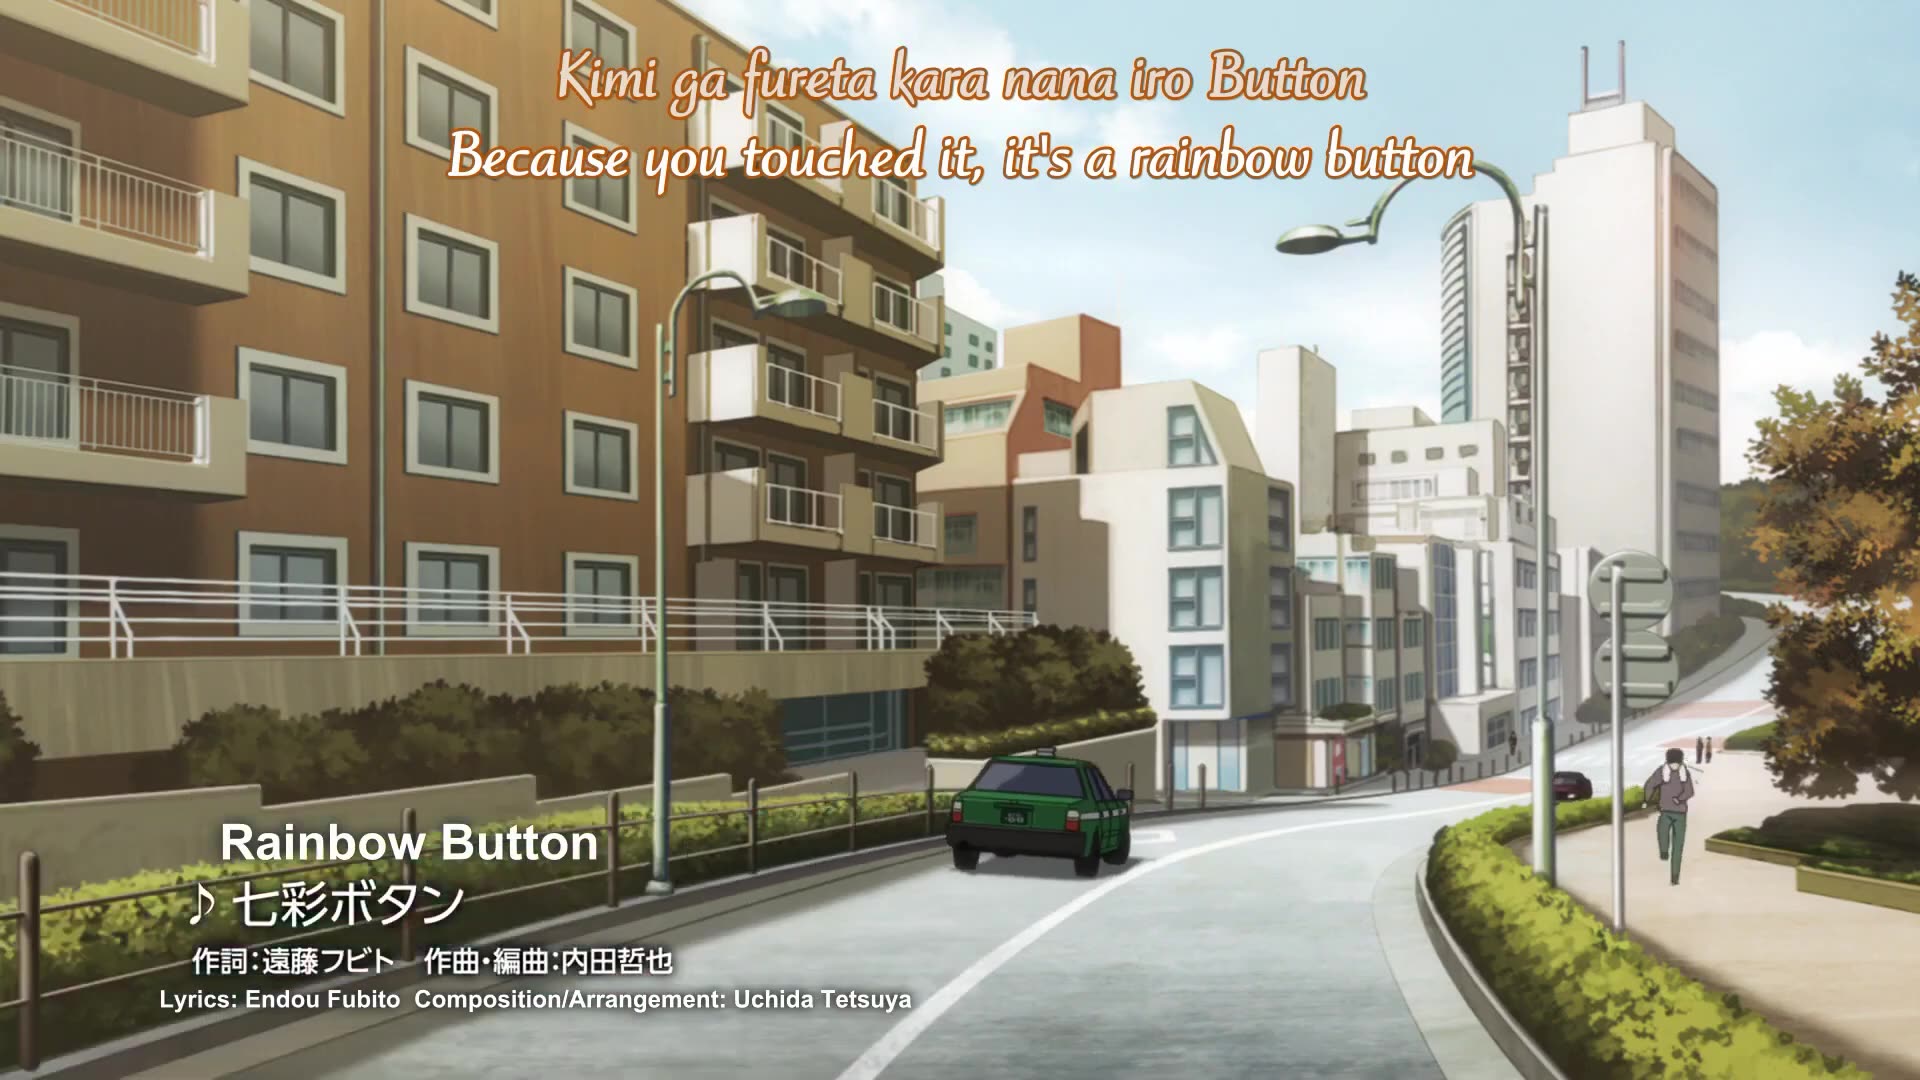 Kimi ga fureta kara nana iro Button
Because you touched it, it's a rainbow button
Rainbow Button
♪ 七彩ボタン
作詞：遠藤フビト　作曲・編曲：内田哲也
Lyrics: Endou Fubito  Composition/Arrangement: Uchida Tetsuya